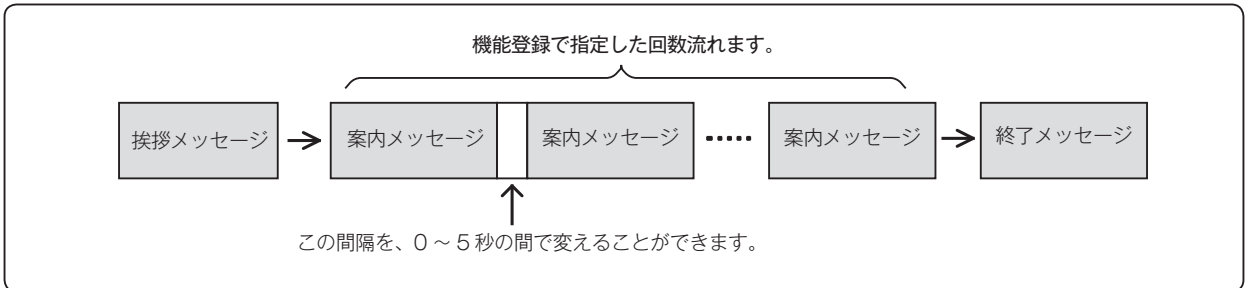 機能登録で指定した回数流れます。
挨拶メッセージ
案内メッセージ
案内メッセージ
案内メッセージ
終了メッセージ
この間隔を、0～5秒の間で変えることができます。